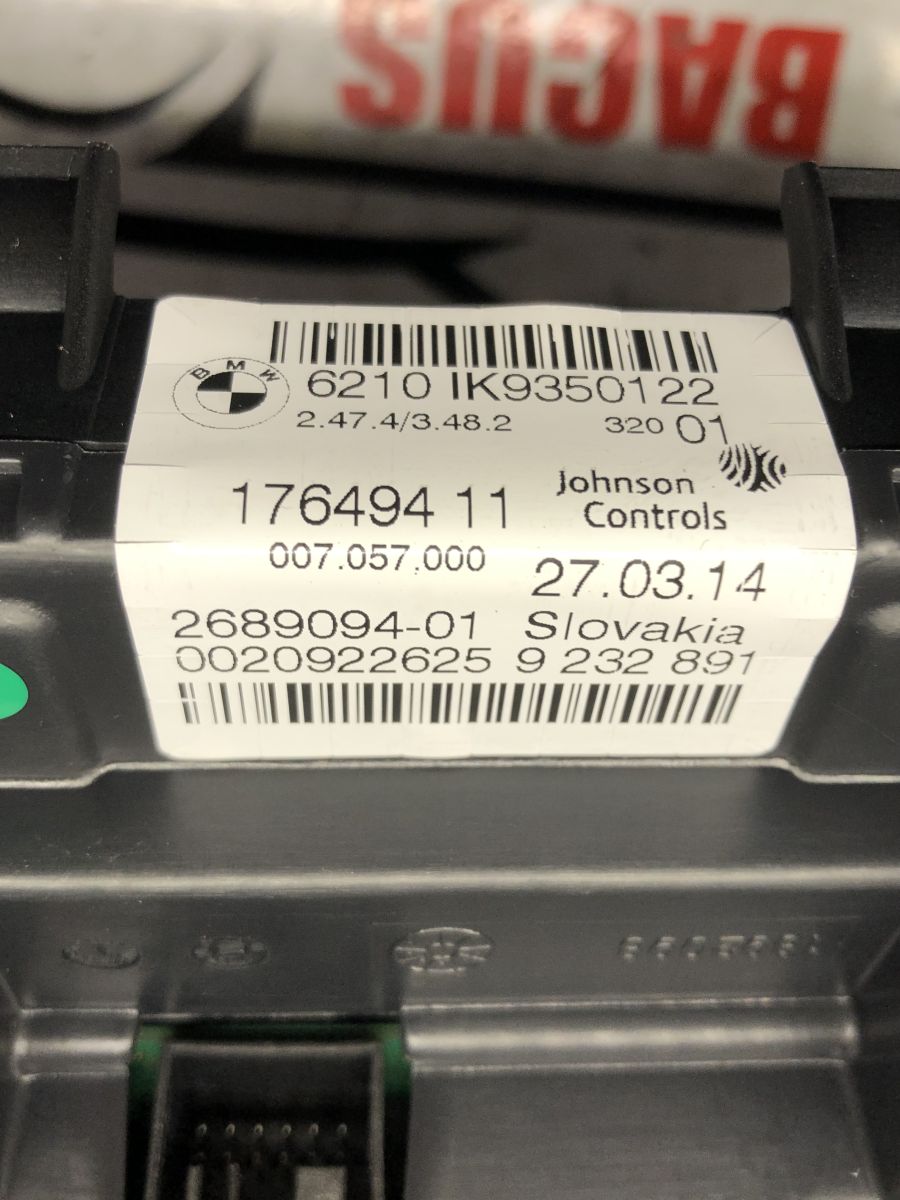 BACUS
BMW
6210 IK9350122
2.47.4/3.48.2 320 01
Johnson
Controls
176494 11
007.057.000
27.03.14
2689094-01 Slovakia
0020922625 9 232 891